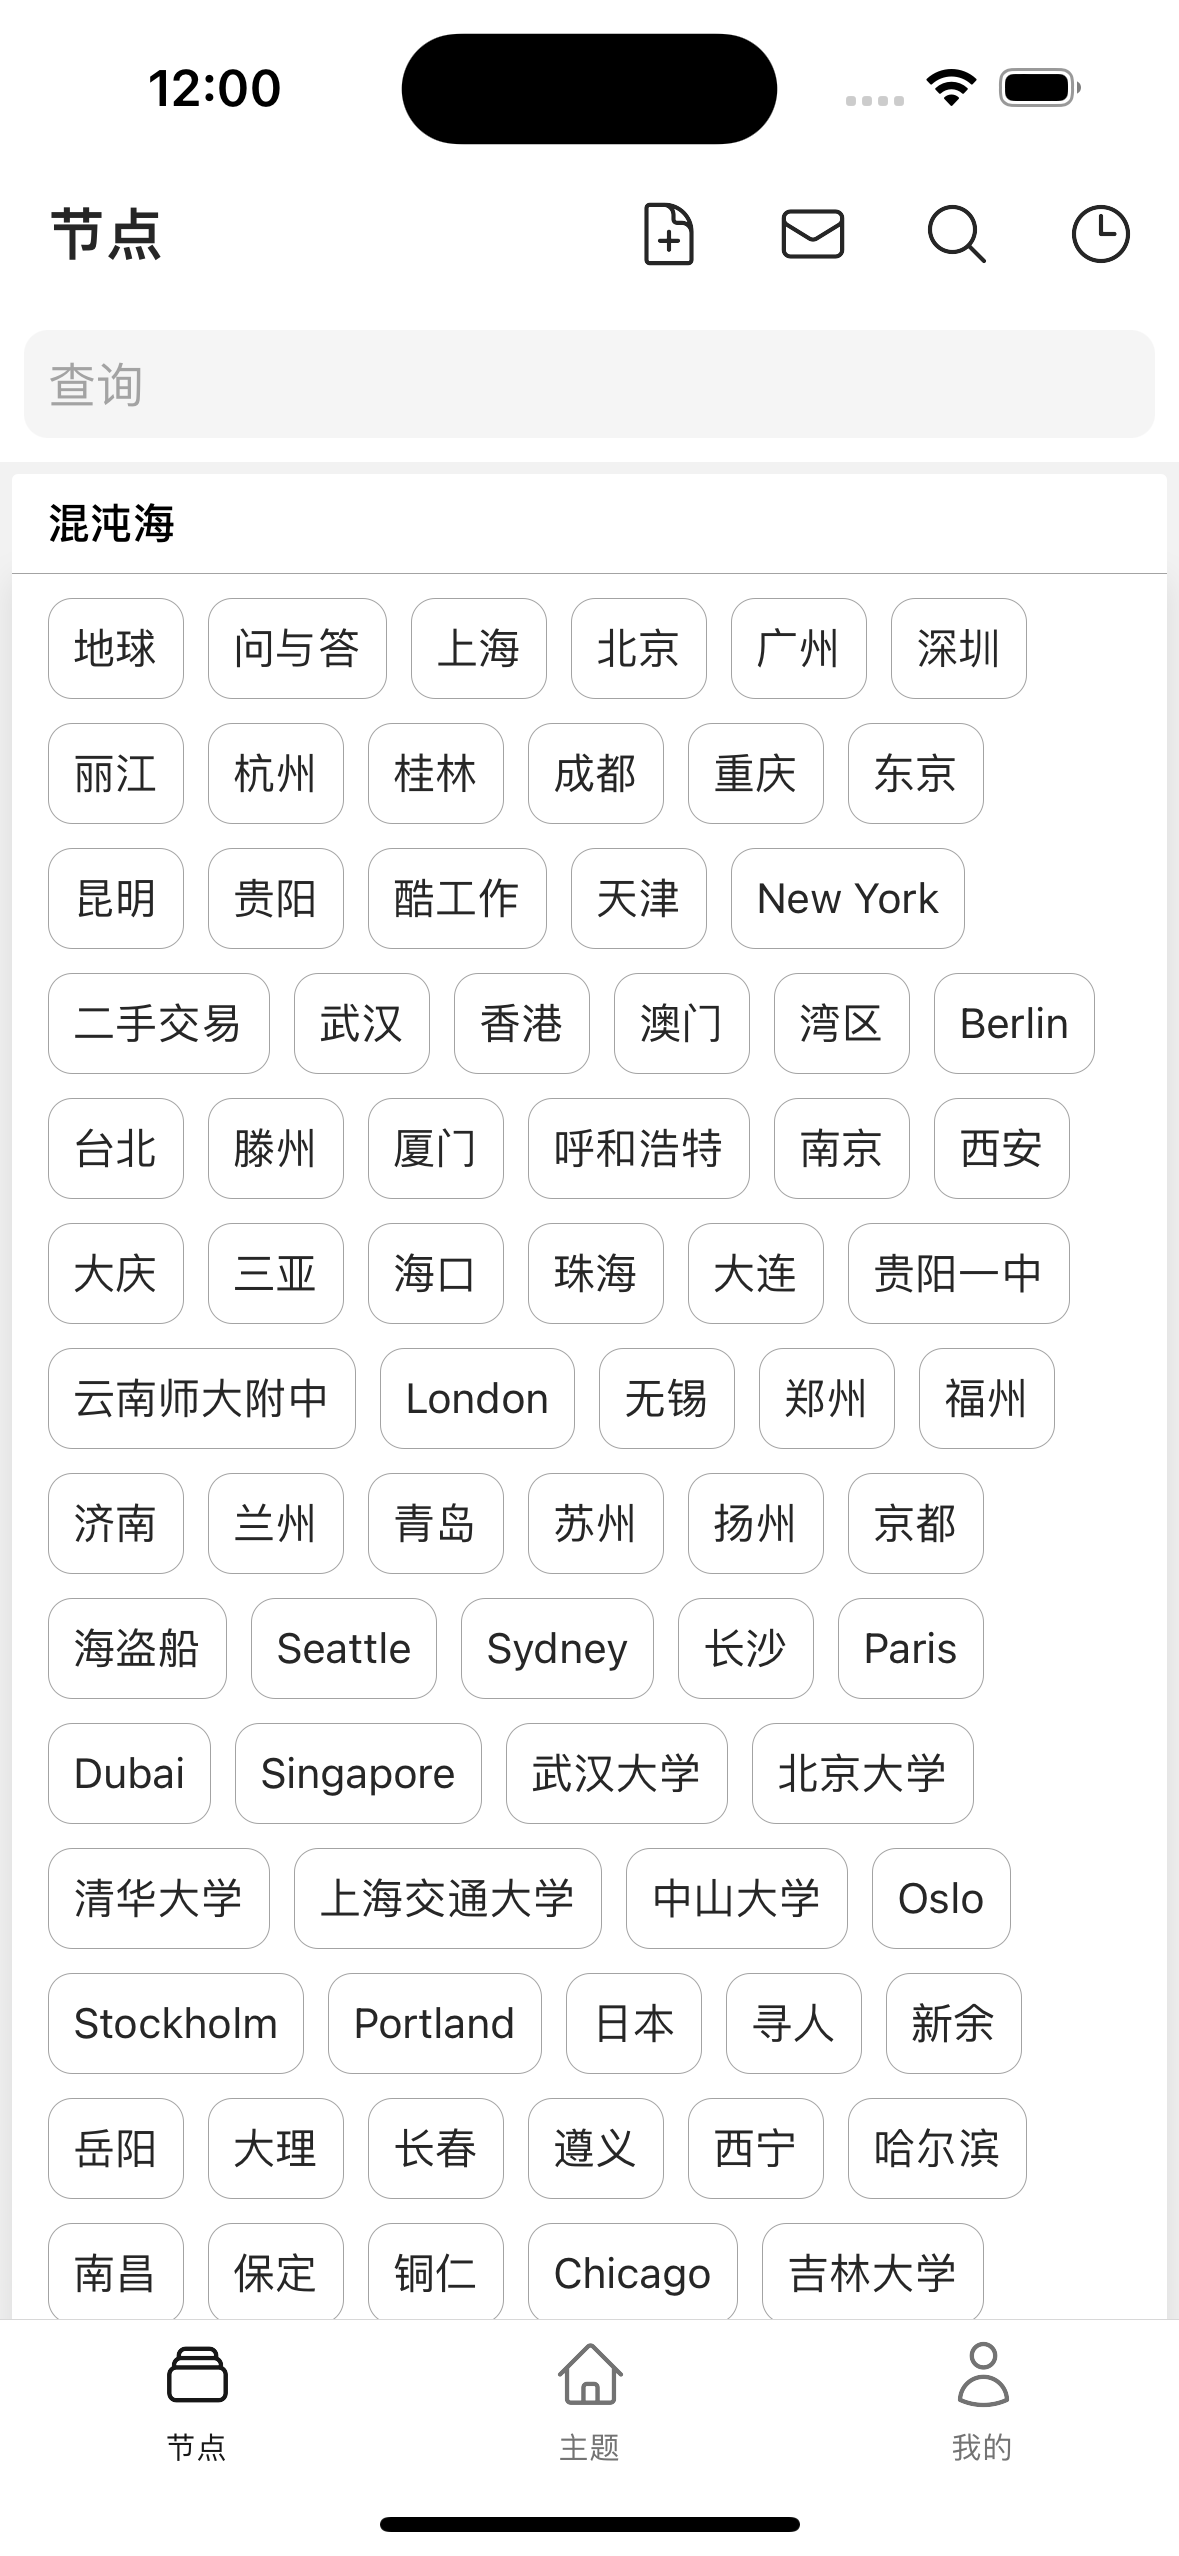 12:00
节点
查询
混沌海
地球 问与答 上海 北京 广州 深圳
丽江 杭州 桂林 成都 重庆 东京
昆明 贵阳 酷工作 天津 New York
二手交易 武汉 香港 澳门 湾区 Berlin
台北 滕州 厦门 呼和浩特 南京 西安
大庆 三亚 海口 珠海 大连 贵阳一中
云南师大附中 London 无锡 郑州 福州
济南 兰州 青岛 苏州 扬州 京都
海盗船 Seattle Sydney 长沙 Paris
Dubai Singapore 武汉大学 北京大学
清华大学 上海交通大学 中山大学 Oslo
Stockholm Portland 日本 寻人 新余
岳阳 大理 长春 遵义 西宁 哈尔滨
南昌 保定 铜仁 Chicago 吉林大学
节点 主题 我的